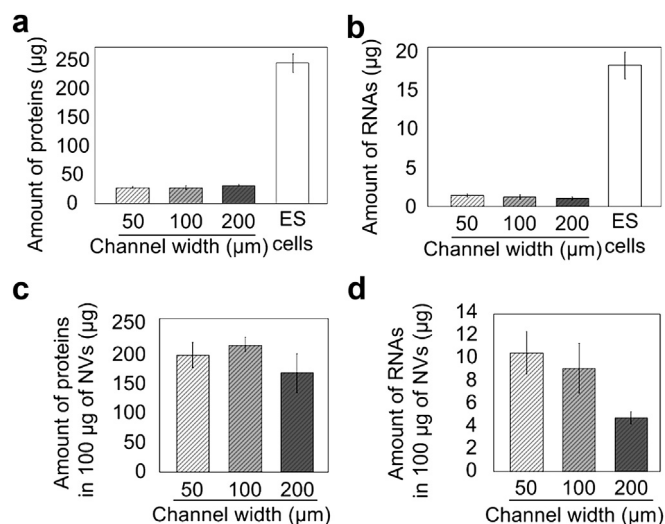 a
Amount of proteins (µg)
250
200
150
100
50
0
50 100 200 ES
cells
Channel width (µm)
b
Amount of RNAs (µg)
20
15
10
5
0
50 100 200 ES
cells
Channel width (µm)
c
Amount of proteins
in 100 µg of NVs (µg)
250
200
150
100
50
0
50 100 200
Channel width (µm)
d
Amount of RNAs
in 100 µg of NVs (µg)
14
12
10
8
6
4
2
0
50 100 200
Channel width (µm)